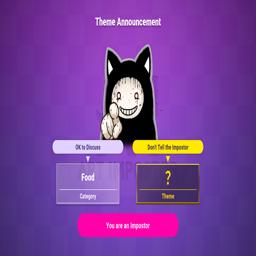 Theme Announcement
OK to Discuss
Don't Tell the Impostor
Food
?
Category
Theme
You are an Impostor